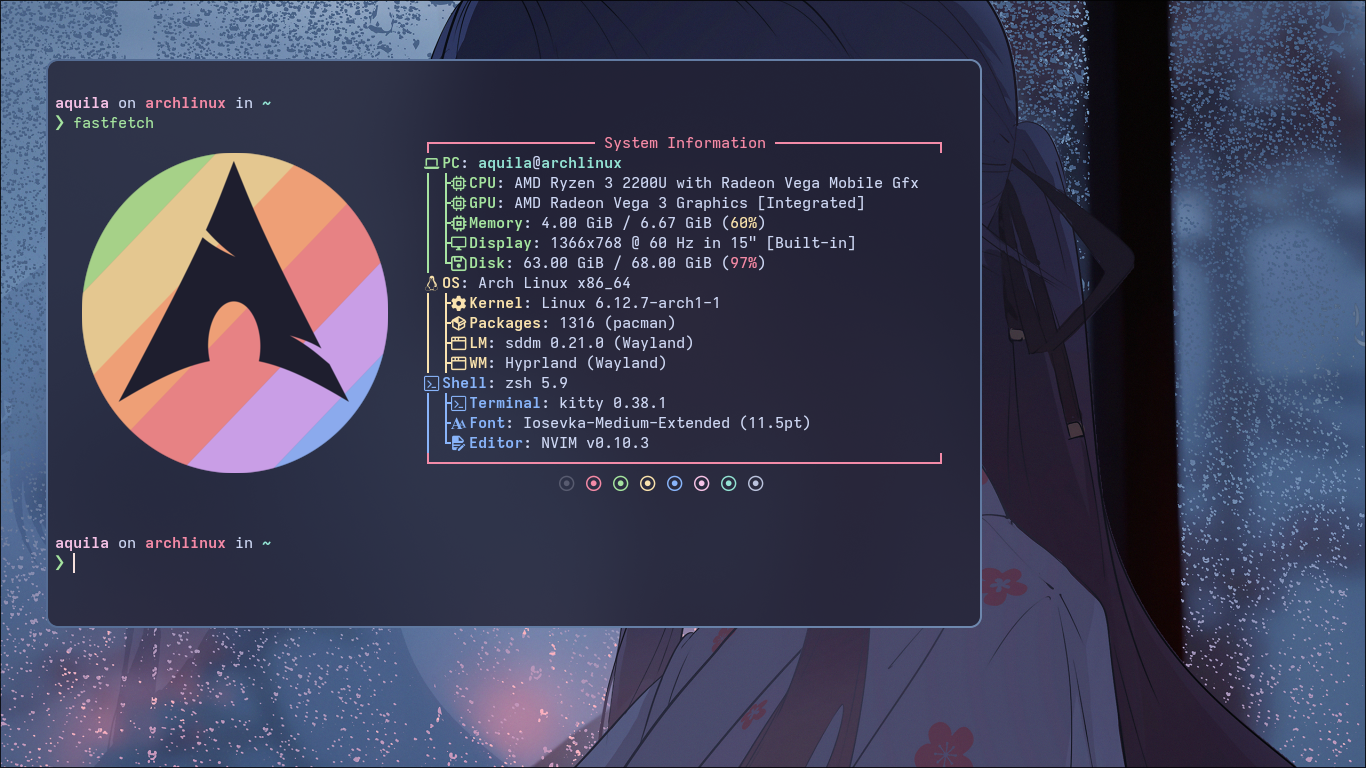 aquila on archlinux in ~
❯ fastfetch
System Information
PC: aquila@archlinux
CPU: AMD Ryzen 3 2200U with Radeon Vega Mobile Gfx
GPU: AMD Radeon Vega 3 Graphics [Integrated]
Memory: 4.00 GiB / 6.67 GiB (60%)
Display: 1366x768 @ 60 Hz in 15" [Built-in]
Disk: 63.00 GiB / 68.00 GiB (97%)
OS: Arch Linux x86_64
Kernel: Linux 6.12.7-arch1-1
Packages: 1316 (pacman)
LM: sddm 0.21.0 (Wayland)
WM: Hyprland (Wayland)
Shell: zsh 5.9
Terminal: kitty 0.38.1
Font: Iosevka-Medium-Extended (11.5pt)
Editor: NVIM v0.10.3
aquila on archlinux in ~
❯